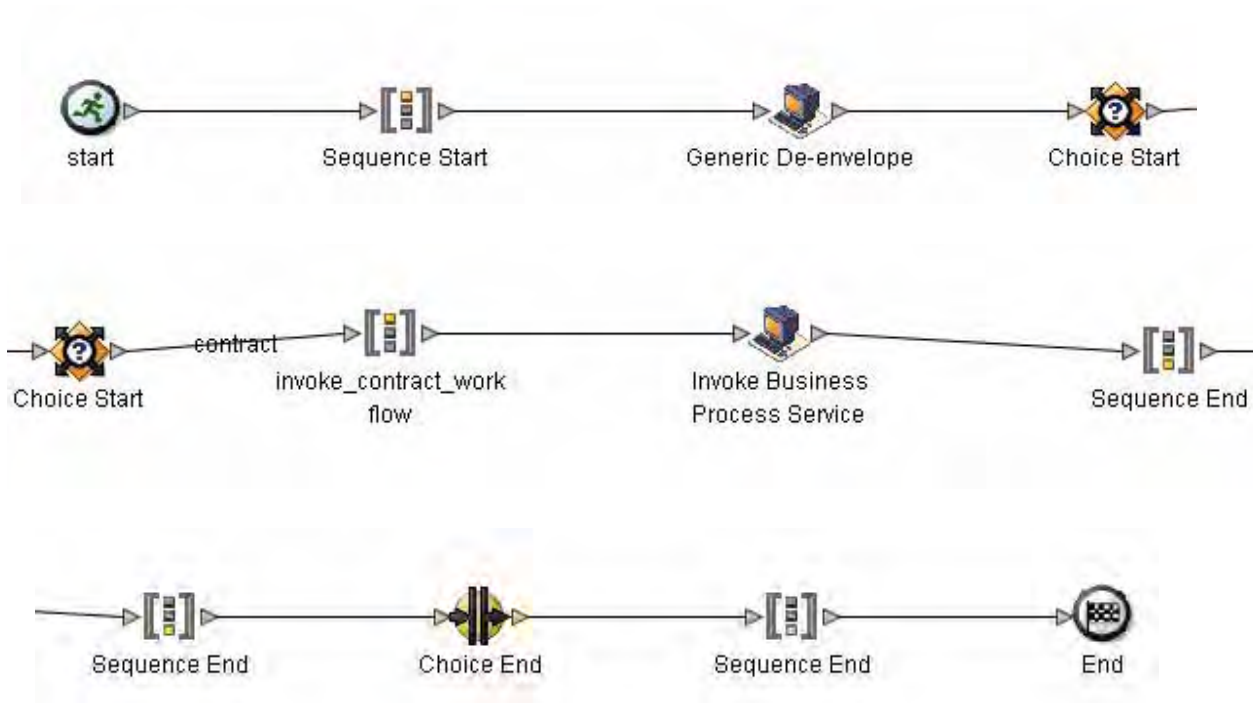 start
Sequence Start
Generic De-envelope
Choice Start
Choice Start
contract
invoke_contract_work
flow
Invoke Business
Process Service
Sequence End
Sequence End
Choice End
Sequence End
End